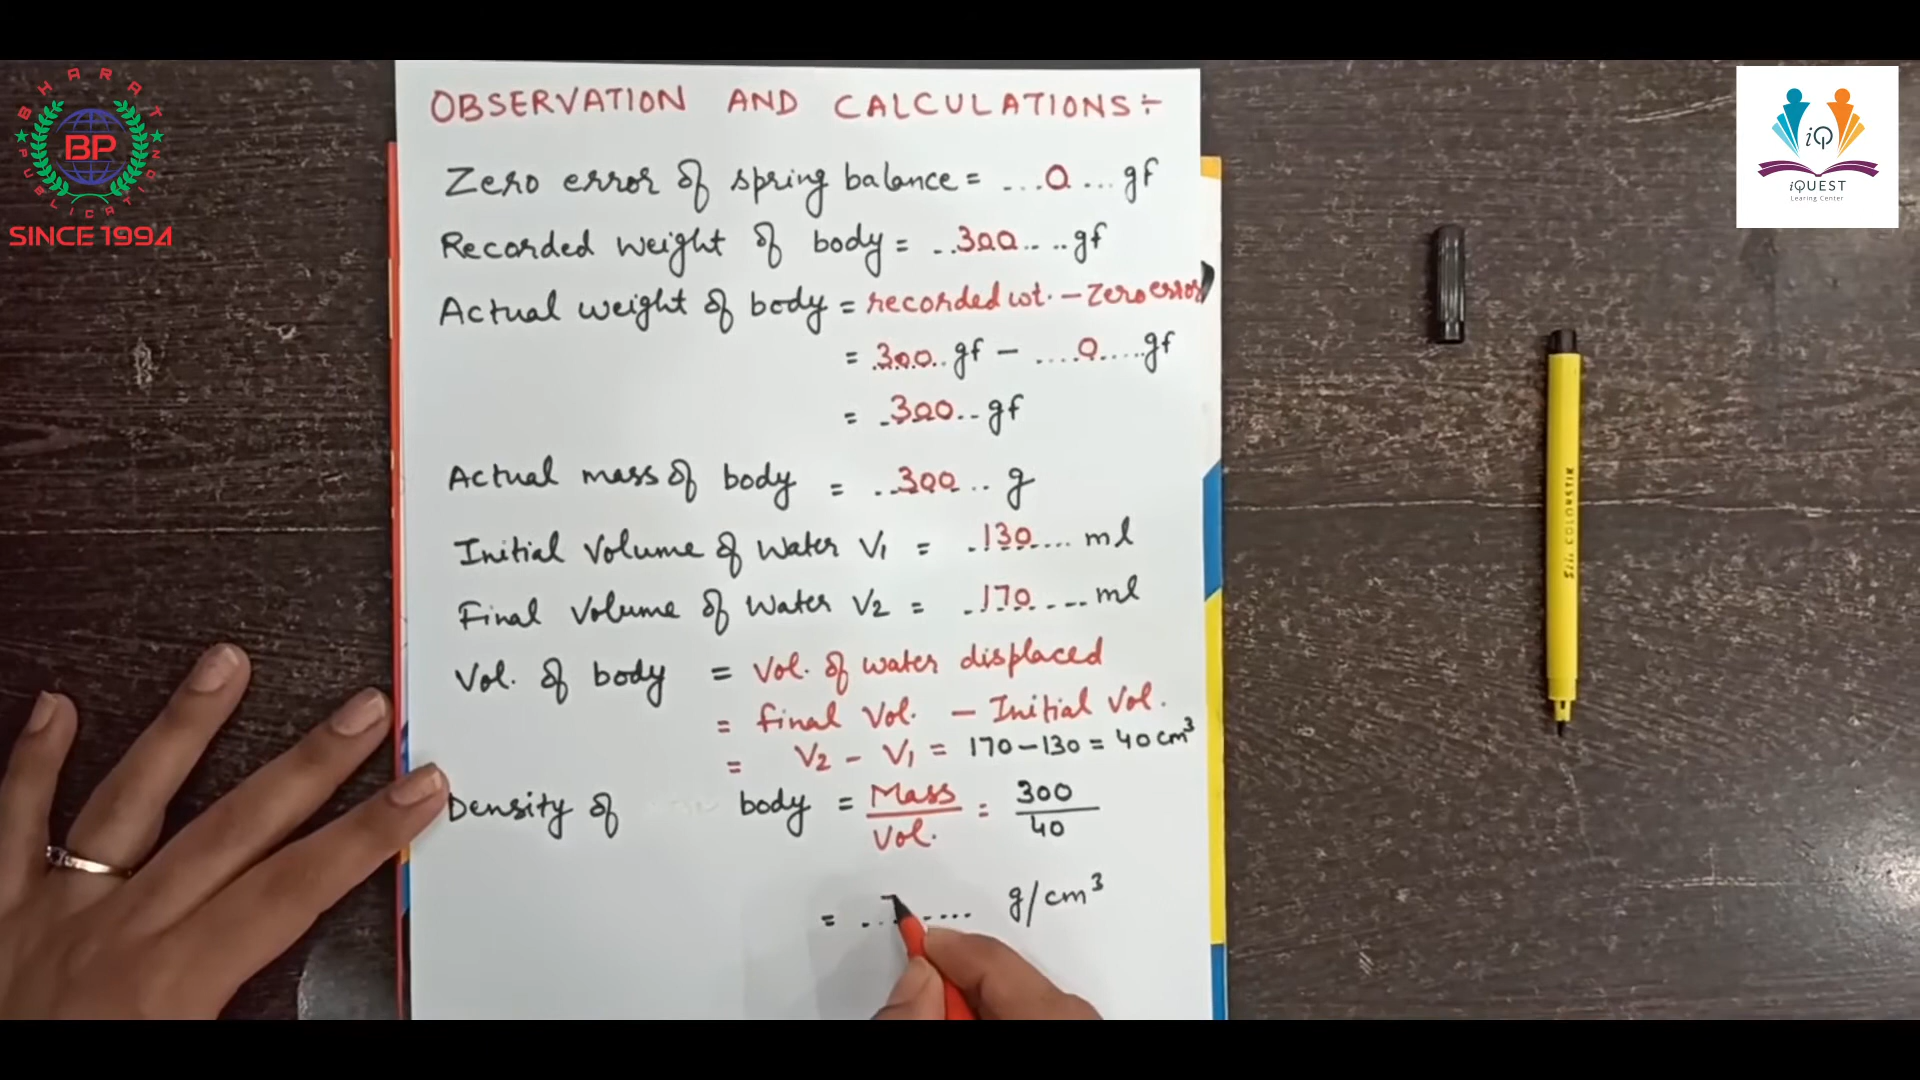 BHARAT
BP
PUBLICATION
SINCE 1994
iQ
iQUEST
Learing Center
OBSERVATION AND CALCULATIONS:-
Zero error of spring balance = ...0... gf
Recorded weight of body = ..300.... gf
Actual weight of body = recorded wt. - Zero error
= 300.. gf - ....0.... gf
= .300.. gf
Actual mass of body = ..300... g
Initial Volume of Water V1 = .130.... ml
Final Volume of Water V2 = .170..... ml
Vol. of body = Vol. of water displaced
= final Vol. - Initial Vol.
= V2 - V1 = 170-130 = 40 cm³
Density of body = Mass / Vol. = 300 / 40
= ........ g/cm³
COLORSTIX